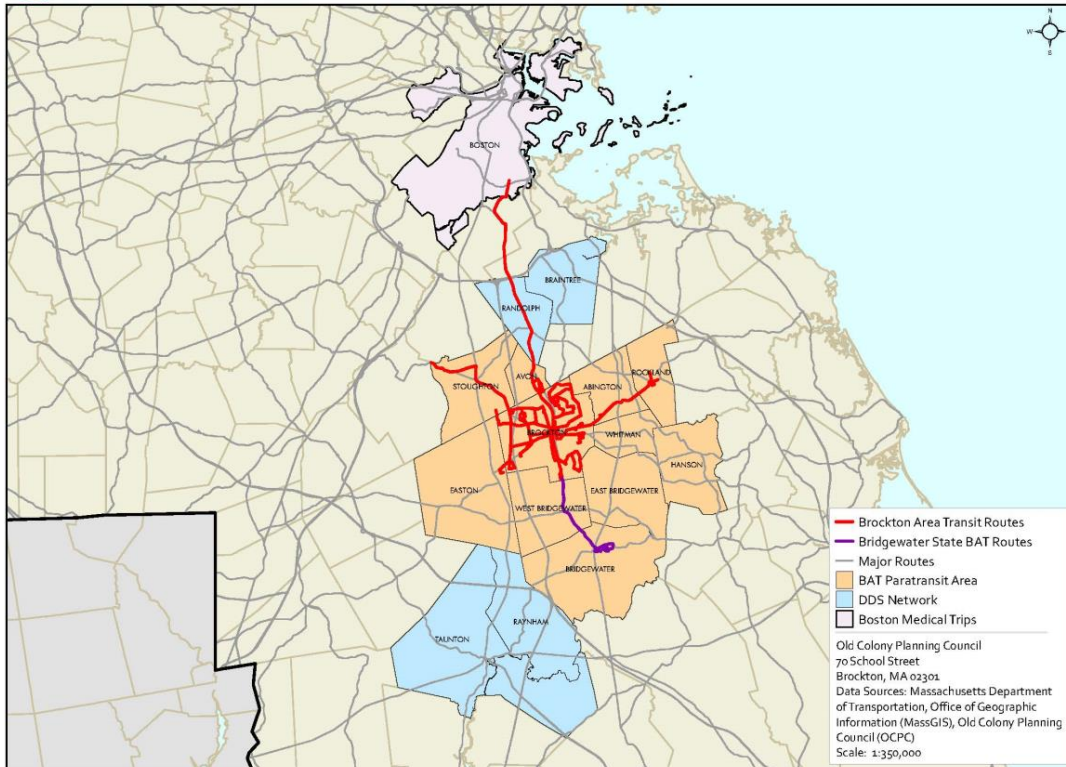 N
W
E
S
BOSTON
BRAINTREE
RANDOLPH
STOUGHTON
AVON
ABINGTON
ROCKLAND
BROCKTON
WHITMAN
HANSON
EASTON
WEST BRIDGEWATER
EAST BRIDGEWATER
BRIDGEWATER
TAUNTON
RAYNHAM
Brockton Area Transit Routes
Bridgewater State BAT Routes
Major Routes
BAT Paratransit Area
DDS Network
Boston Medical Trips
Old Colony Planning Council
70 School Street
Brockton, MA 02301
Data Sources: Massachusetts Department
of Transportation, Office of Geographic
Information (MassGIS), Old Colony Planning
Council (OCPC)
Scale: 1:350,000